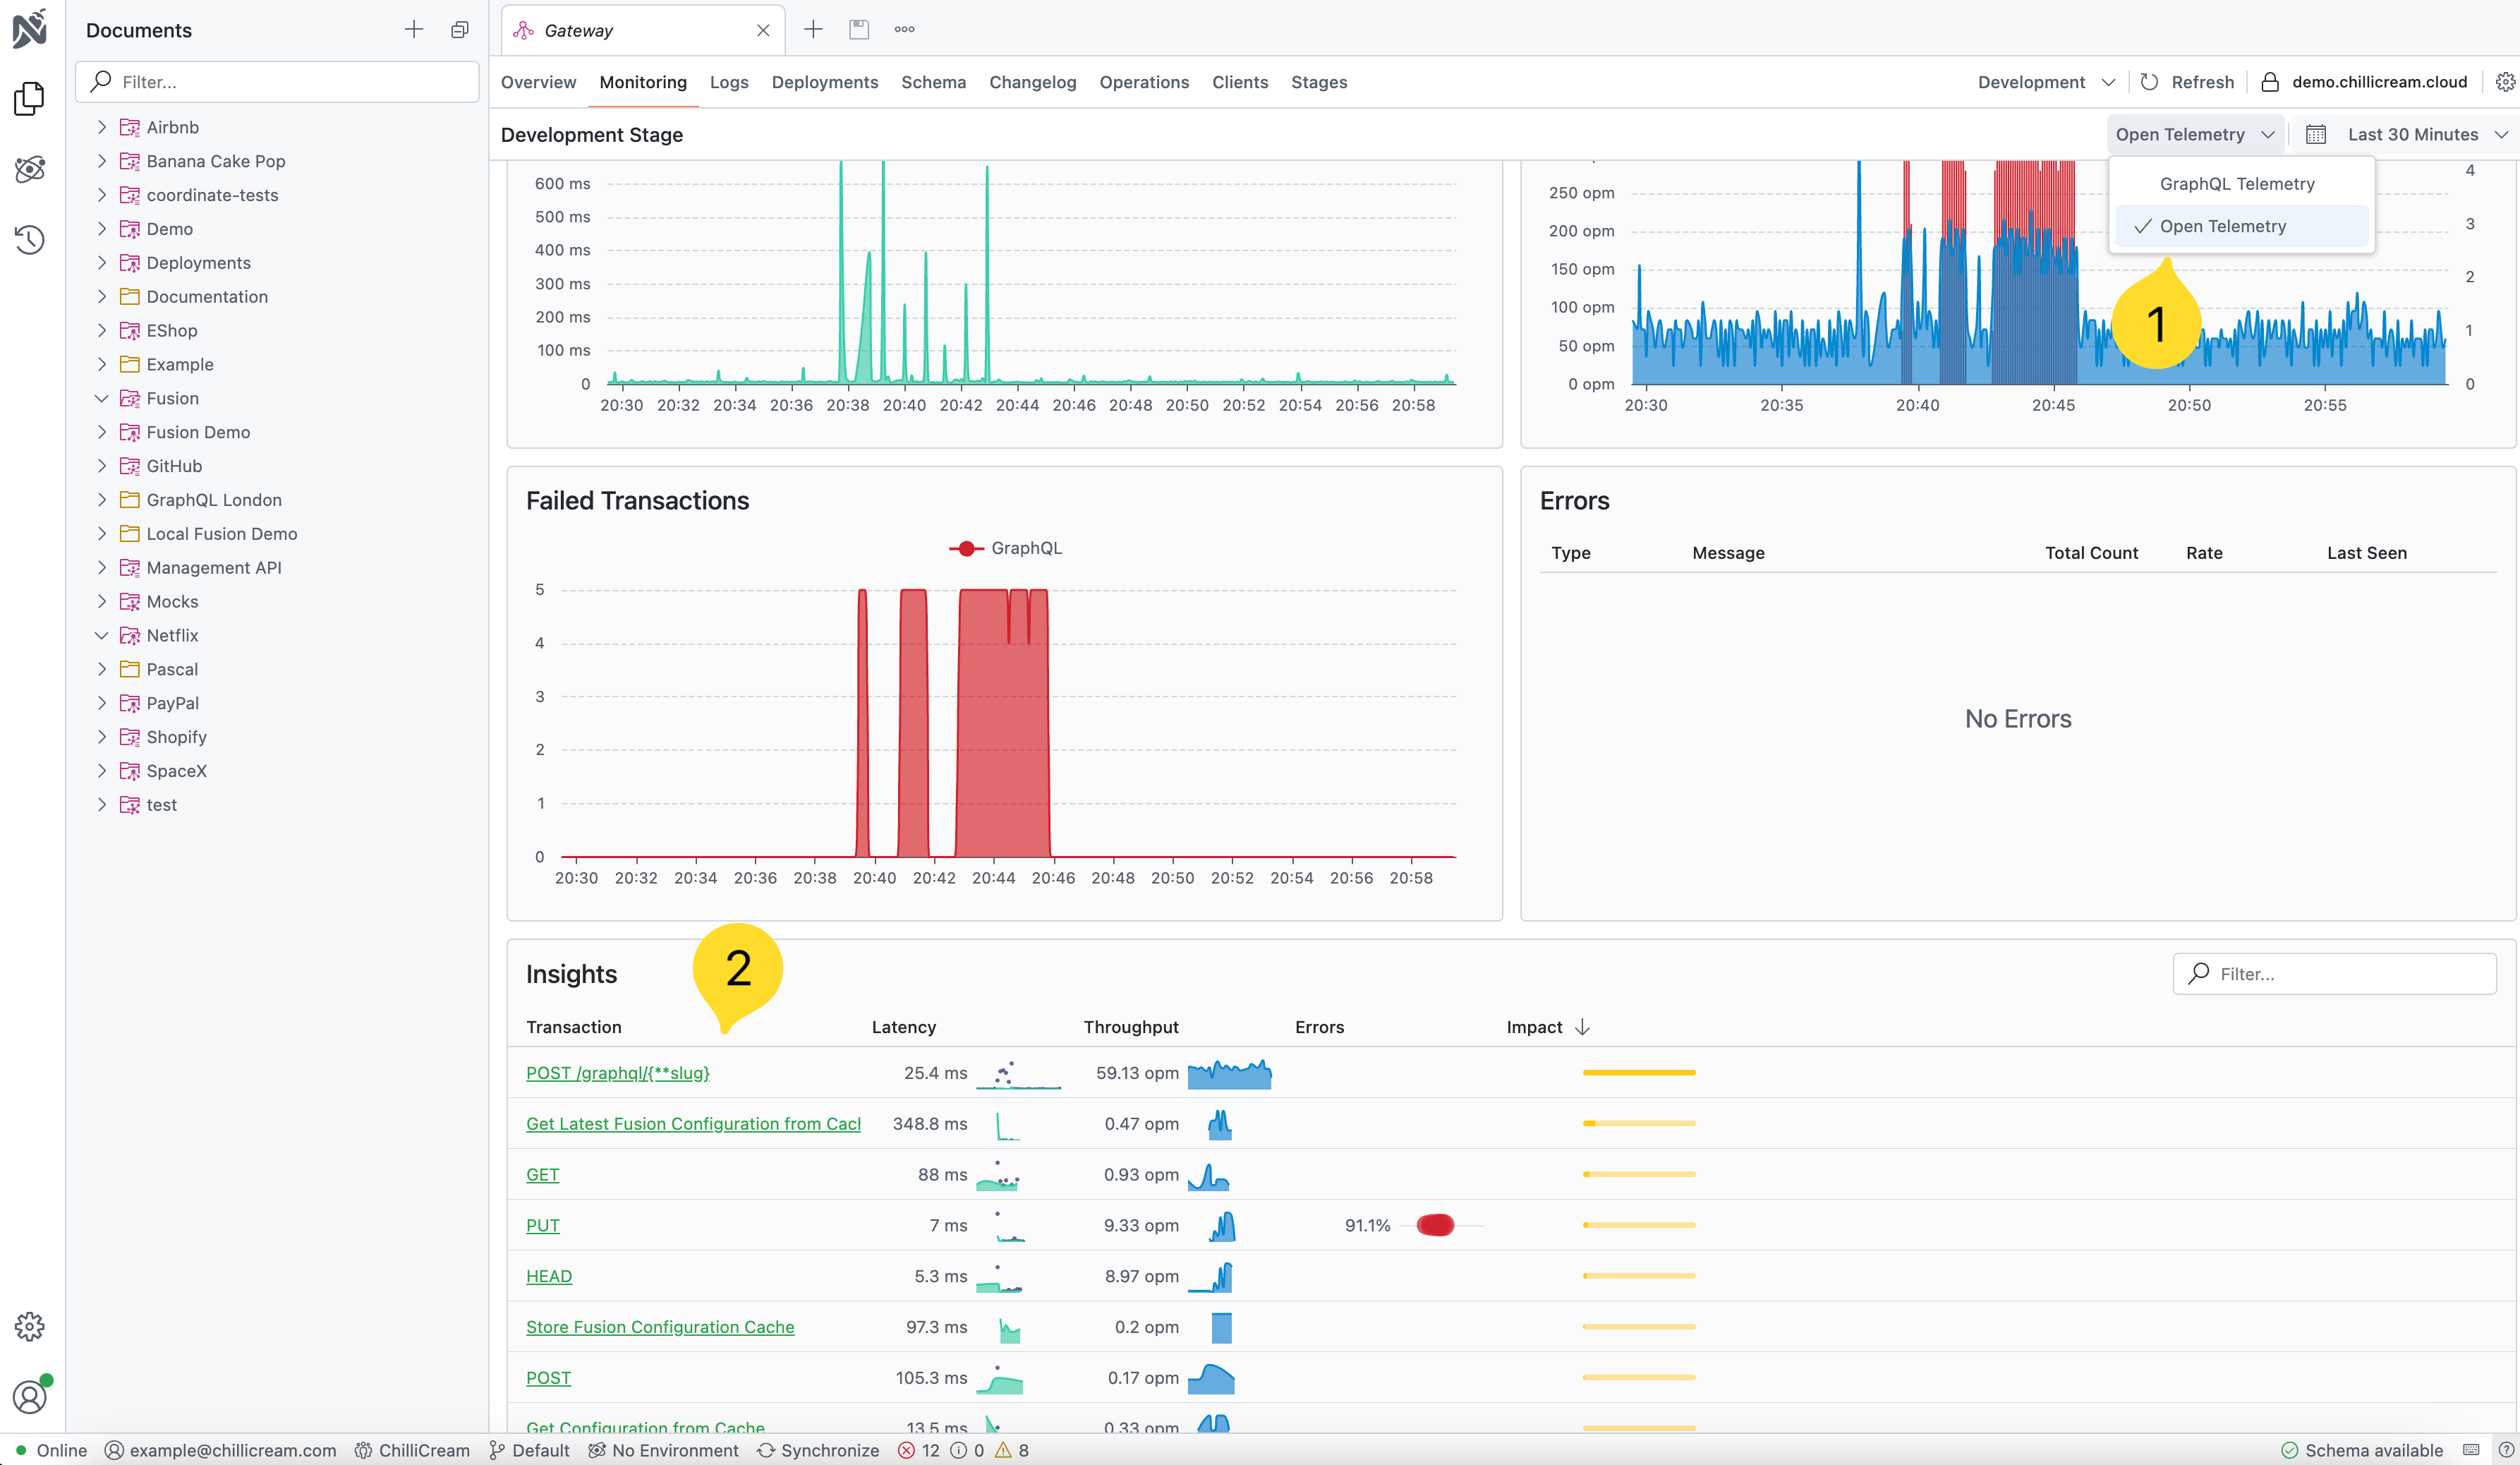 Documents
Filter...
Airbnb
Banana Cake Pop
coordinate-tests
Demo
Deployments
Documentation
EShop
Example
Fusion
Fusion Demo
GitHub
GraphQL London
Local Fusion Demo
Management API
Mocks
Netflix
Pascal
PayPal
Shopify
SpaceX
test
Gateway
Overview Monitoring Logs Deployments Schema Changelog Operations Clients Stages
Development Refresh demo.chillicream.cloud
Development Stage
Open Telemetry Last 30 Minutes
GraphQL Telemetry
Open Telemetry
600 ms
500 ms
400 ms
300 ms
200 ms
100 ms
0
20:30 20:32 20:34 20:36 20:38 20:40 20:42 20:44 20:46 20:48 20:50 20:52 20:54 20:56 20:58
250 opm
200 opm
150 opm
100 opm
50 opm
0 opm
4
3
2
1
0
20:30 20:35 20:40 20:45 20:50 20:55
1
Failed Transactions
GraphQL
5
4
3
2
1
0
20:30 20:32 20:34 20:36 20:38 20:40 20:42 20:44 20:46 20:48 20:50 20:52 20:54 20:56 20:58
Errors
Type Message Total Count Rate Last Seen
No Errors
2
Insights
Filter...
Transaction Latency Throughput Errors Impact
POST /graphql/{**slug} 25.4 ms 59.13 opm
Get Latest Fusion Configuration from Cach 348.8 ms 0.47 opm
GET 88 ms 0.93 opm
PUT 7 ms 9.33 opm 91.1%
HEAD 5.3 ms 8.97 opm
Store Fusion Configuration Cache 97.3 ms 0.2 opm
POST 105.3 ms 0.17 opm
Get Configuration from Cache 13.5 ms 0.33 opm
Online example@chillicream.com ChilliCream Default No Environment Synchronize 12 0 8 Schema available